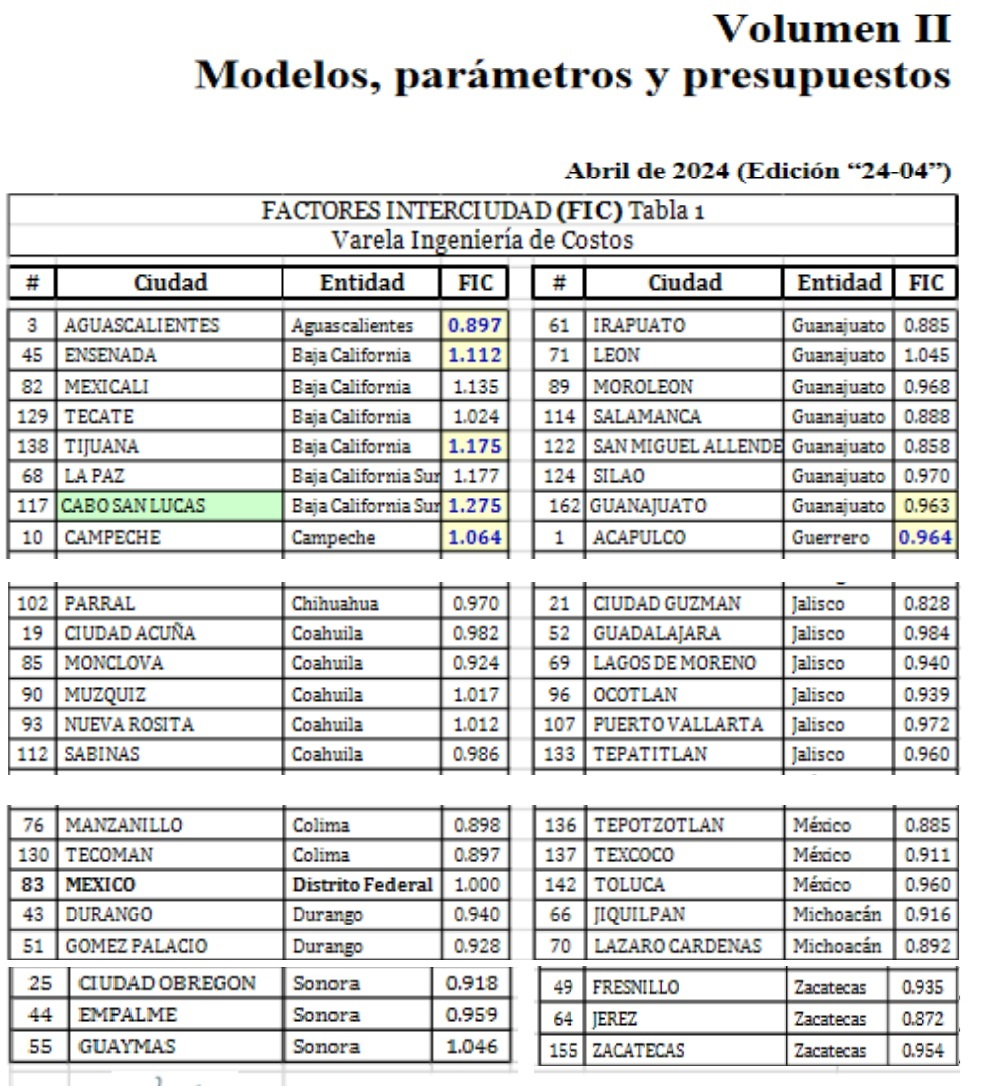 Volumen II
Modelos, parámetros y presupuestos
Abril de 2024 (Edición “24-04”)
FACTORES INTERCIUDAD (FIC) Tabla 1
Varela Ingeniería de Costos
# Ciudad Entidad FIC # Ciudad Entidad FIC
3 AGUASCALIENTES Aguascalientes 0.897 61 IRAPUATO Guanajuato 0.885
45 ENSENADA Baja California 1.112 71 LEON Guanajuato 1.045
82 MEXICALI Baja California 1.135 89 MOROLEON Guanajuato 0.968
129 TECATE Baja California 1.024 114 SALAMANCA Guanajuato 0.888
138 TIJUANA Baja California 1.175 122 SAN MIGUEL ALLENDE Guanajuato 0.858
68 LA PAZ Baja California Sur 1.177 124 SILAO Guanajuato 0.970
117 CABO SAN LUCAS Baja California Sur 1.275 162 GUANAJUATO Guanajuato 0.963
10 CAMPECHE Campeche 1.064 1 ACAPULCO Guerrero 0.964
102 PARRAL Chihuahua 0.970 21 CIUDAD GUZMAN Jalisco 0.828
19 CIUDAD ACUÑA Coahuila 0.982 52 GUADALAJARA Jalisco 0.984
85 MONCLOVA Coahuila 0.924 69 LAGOS DE MORENO Jalisco 0.940
90 MUZQUIZ Coahuila 1.017 96 OCOTLAN Jalisco 0.939
93 NUEVA ROSITA Coahuila 1.012 107 PUERTO VALLARTA Jalisco 0.972
112 SABINAS Coahuila 0.986 133 TEPATITLAN Jalisco 0.960
76 MANZANILLO Colima 0.898 136 TEPOTZOTLAN México 0.885
130 TECOMAN Colima 0.897 137 TEXCOCO México 0.911
83 MEXICO Distrito Federal 1.000 142 TOLUCA México 0.960
43 DURANGO Durango 0.940 66 JIQUILPAN Michoacán 0.916
51 GOMEZ PALACIO Durango 0.928 70 LAZARO CARDENAS Michoacán 0.892
25 CIUDAD OBREGON Sonora 0.918 49 FRESNILLO Zacatecas 0.935
44 EMPALME Sonora 0.959 64 JEREZ Zacatecas 0.872
55 GUAYMAS Sonora 1.046 155 ZACATECAS Zacatecas 0.954